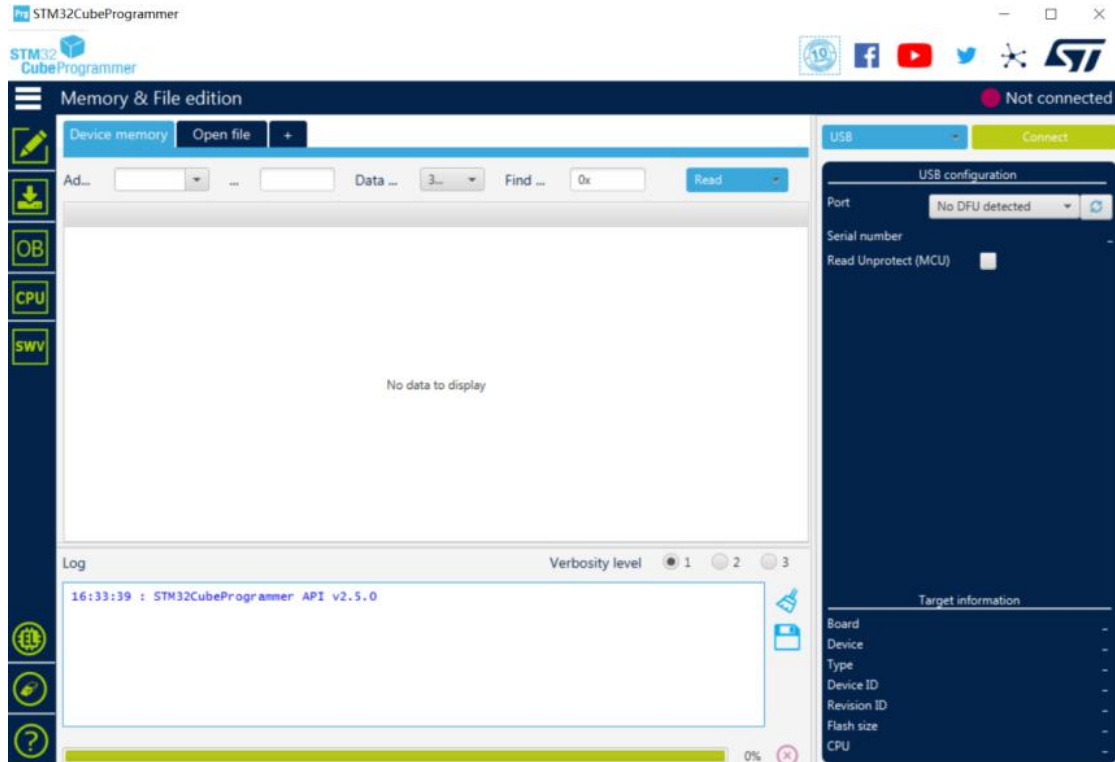 Prg STM32CubeProgrammer
STM32
CubeProgrammer
10
Memory & File edition
Not connected
Device memory Open file +
USB Connect
Ad... ... Data ... 3... Find ... 0x Read
USB configuration
Port No DFU detected
Serial number _
Read Unprotect (MCU)
OB
CPU
SWV
No data to display
Log Verbosity level 1 2 3
16:33:39 : STM32CubeProgrammer API v2.5.0
Target information
Board _
Device _
Type _
Device ID _
Revision ID _
Flash size _
CPU _
EL
?
0%